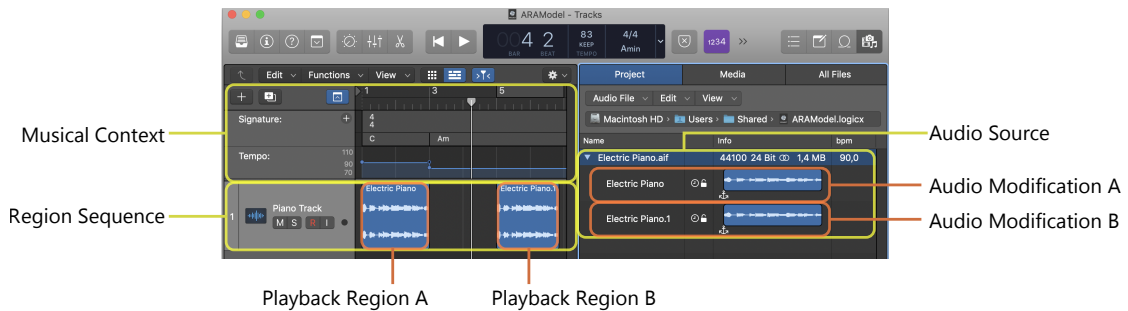 ARAModel - Tracks
004 2
BAR BEAT
83
KEEP
TEMPO
4/4
Amin
1234
Edit Functions View
Project Media All Files
Audio File Edit View
Macintosh HD Users Shared ARAModel.logicx
Name Info bpm
Electric Piano.aif 44100 24 Bit 1,4 MB 90,0
Electric Piano
Electric Piano.1
1 3 5
Signature:
4
4
C Am
Tempo:
110
90
70
1
Piano Track
M S R I
Electric Piano
Electric Piano.1
Musical Context
Region Sequence
Audio Source
Audio Modification A
Audio Modification B
Playback Region A
Playback Region B